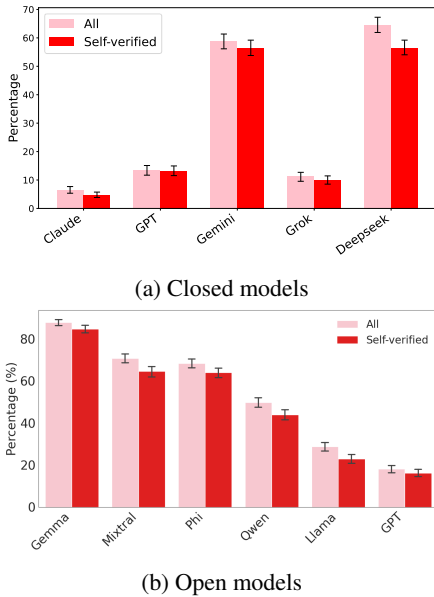 All
Self-verified
Percentage
70
60
50
40
30
20
10
0
Claude
GPT
Gemini
Grok
Deepseek
(a) Closed models
All
Self-verified
Percentage (%)
80
60
40
20
0
Gemma
Mixtral
Phi
Qwen
Llama
GPT
(b) Open models